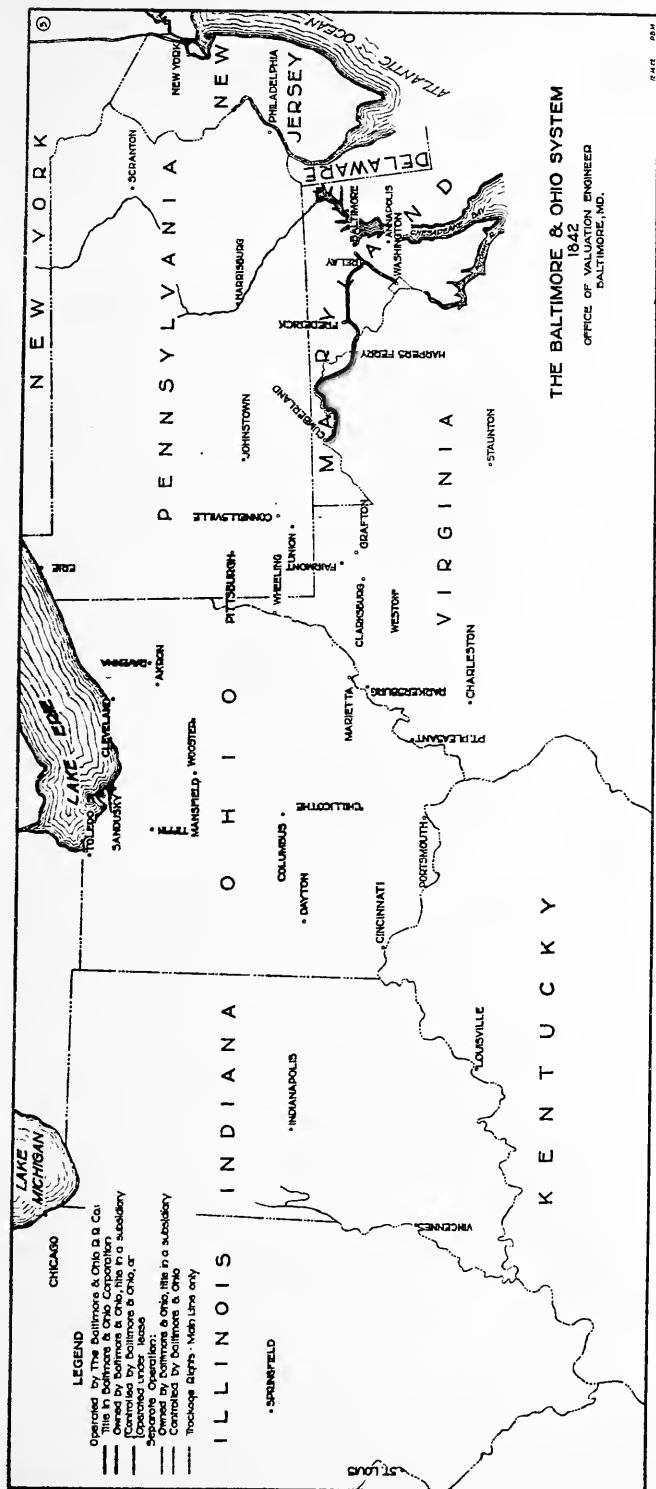 THE BALTIMORE & OHIO SYSTEM
1842
OFFICE OF VALUATION ENGINEER
BALTIMORE, MD.
5
LEGEND
Operated by The Baltimore & Ohio R.R. Co.:
Title in Baltimore & Ohio Corporation
Owned by Baltimore & Ohio, title in a subsidiary
Controlled by Baltimore & Ohio, or
Operated under lease
Separate Operation:
Owned by Baltimore & Ohio, title in a subsidiary
Controlled by Baltimore & Ohio
Trackage Rights - Main Line only
LAKE
MICHIGAN
CHICAGO
ILLINOIS
SPRINGFIELD
ST. LOUIS
INDIANA
INDIANAPOLIS
VINCENNES
KENTUCKY
LOUISVILLE
LAKE ERIE
OHIO
TOLEDO
SANDUSKY
CLEVELAND
RAVENNA
AKRON
TIFFIN
MANSFIELD
WOOSTER
COLUMBUS
DAYTON
CHILLICOTHE
CINCINNATI
PORTSMOUTH
MARIETTA
PARKERSBURG
PT. PLEASANT
CHARLESTON
VIRGINIA
CLARKSBURG
WESTON
GRAFTON
FAIRMONT
WHEELING
STAUNTON
HARPERS FERRY
NEW YORK
PENNSYLVANIA
ERIE
PITTSBURGH
UNION
CONNELLSVILLE
JOHNSTOWN
HARRISBURG
SCRANTON
PHILADELPHIA
MARYLAND
CUMBERLAND
FREDERICK
RELAY
BALTIMORE
ANNAPOLIS
WASHINGTON
CHESAPEAKE BAY
DELAWARE
NEW
JERSEY
NEW YORK
ATLANTIC OCEAN